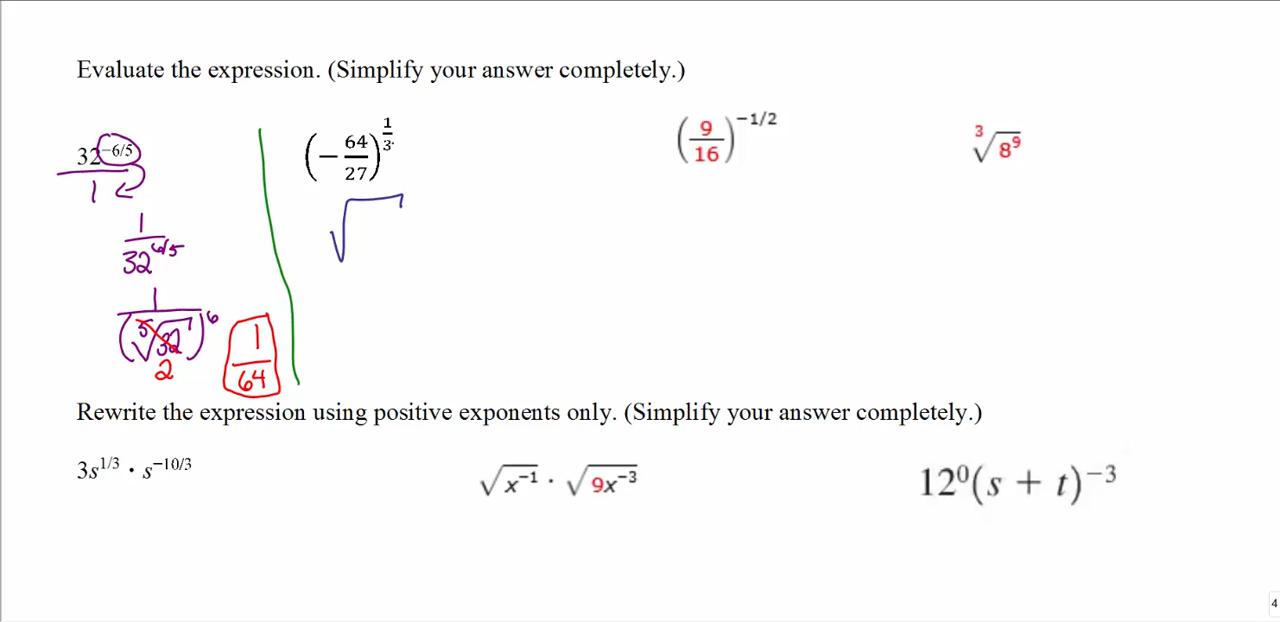 Evaluate the expression. (Simplify your answer completely.)
32^{-6/5} / 1
1 / 32^{6/5}
1 / (⁵√32¹)⁶
2
1/64
(−64/27)^{1/3}
√
(9/16)^{−1/2}
³√8⁹
Rewrite the expression using positive exponents only. (Simplify your answer completely.)
3s^{1/3} · s^{−10/3}
√x^{−1} · √9x^{−3}
12⁰(s + t)^{−3}
4